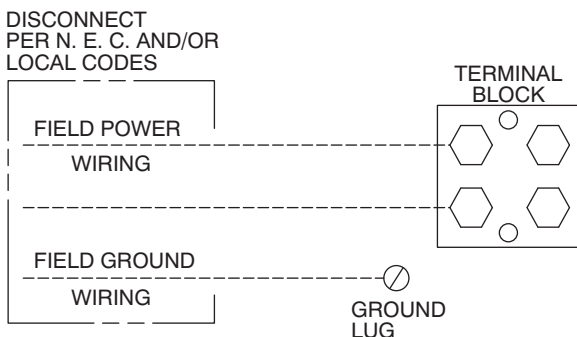 DISCONNECT
PER N. E. C. AND/OR
LOCAL CODES
TERMINAL
BLOCK
FIELD POWER
WIRING
FIELD GROUND
WIRING
GROUND
LUG